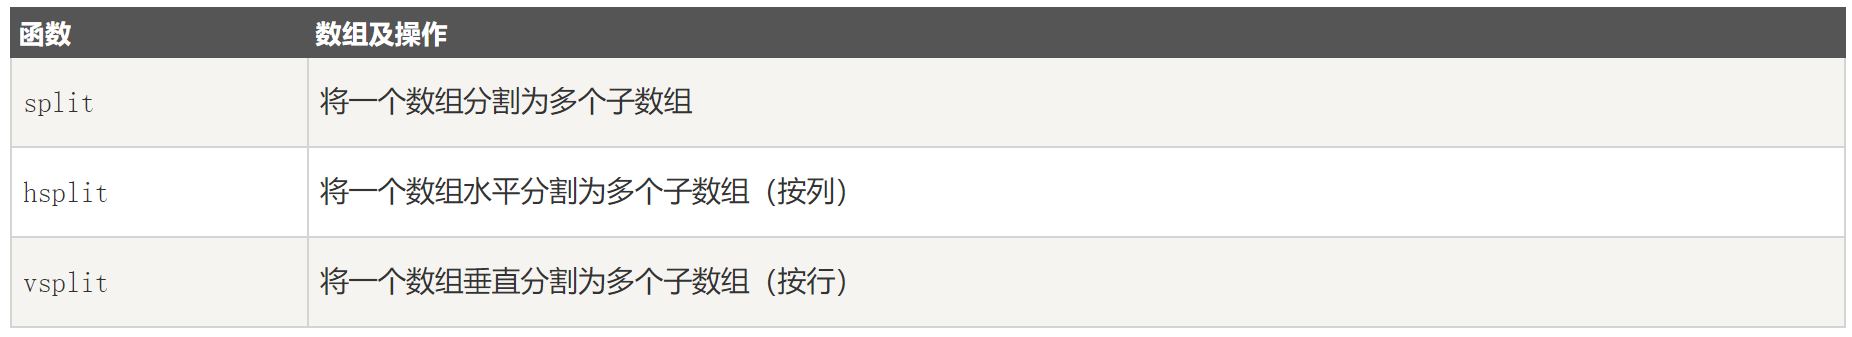 函数 数组及操作
split 将一个数组分割为多个子数组
hsplit 将一个数组水平分割为多个子数组（按列）
vsplit 将一个数组垂直分割为多个子数组（按行）